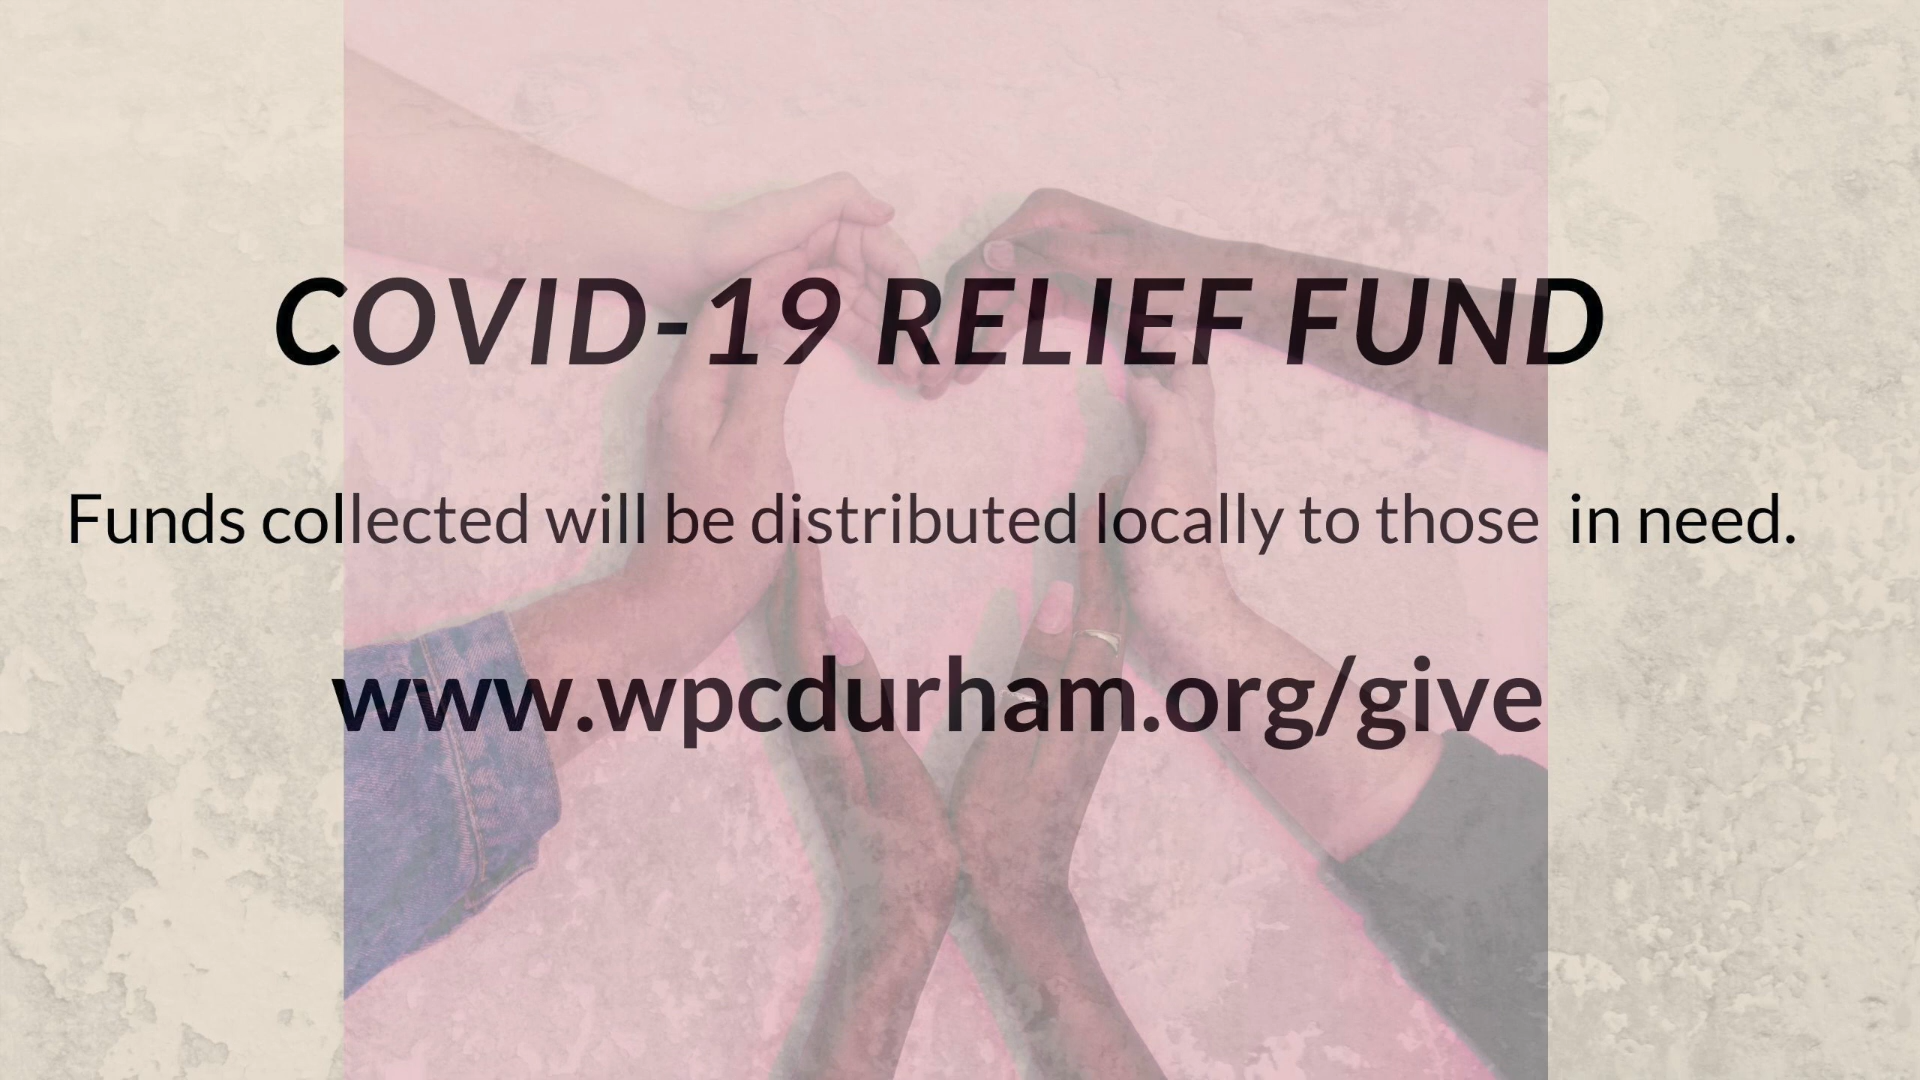 COVID-19 RELIEF FUND
Funds collected will be distributed locally to those in need.
www.wpcdurham.org/give